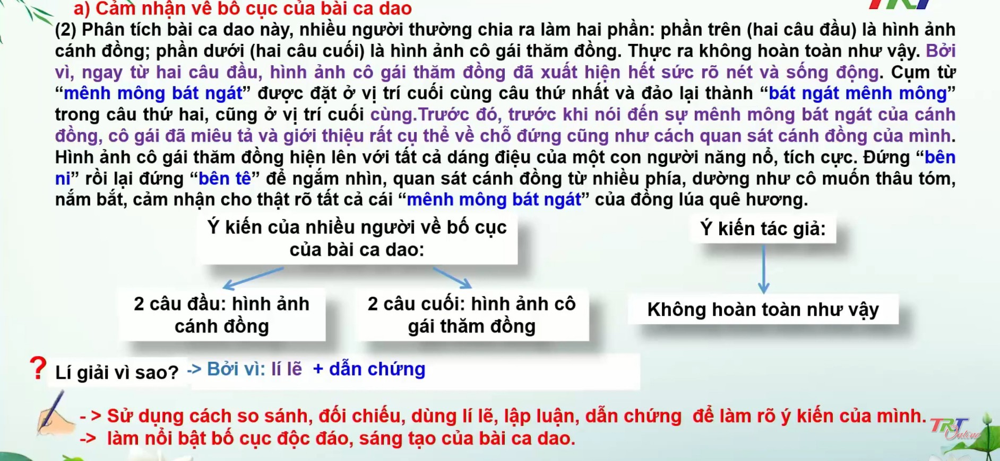 a) Cảm nhận về bố cục của bài ca dao
TRT
(2) Phân tích bài ca dao này, nhiều người thường chia ra làm hai phần: phần trên (hai câu đầu) là hình ảnh
cánh đồng; phần dưới (hai câu cuối) là hình ảnh cô gái thăm đồng. Thực ra không hoàn toàn như vậy. Bởi
vì, ngay từ hai câu đầu, hình ảnh cô gái thăm đồng đã xuất hiện hết sức rõ nét và sống động. Cụm từ
“mênh mông bát ngát” được đặt ở vị trí cuối cùng câu thứ nhất và đảo lại thành “bát ngát mênh mông”
trong câu thứ hai, cũng ở vị trí cuối cùng.Trước đó, trước khi nói đến sự mênh mông bát ngát của cánh
đồng, cô gái đã miêu tả và giới thiệu rất cụ thể về chỗ đứng cũng như cách quan sát cánh đồng của mình.
Hình ảnh cô gái thăm đồng hiện lên với tất cả dáng điệu của một con người năng nổ, tích cực. Đứng “bên
ni” rồi lại đứng “bên tê” để ngắm nhìn, quan sát cánh đồng từ nhiều phía, dường như cô muốn thâu tóm,
nắm bắt, cảm nhận cho thật rõ tất cả cái “mênh mông bát ngát” của đồng lúa quê hương.
Ý kiến của nhiều người về bố cục
của bài ca dao:
Ý kiến tác giả:
2 câu đầu: hình ảnh
cánh đồng
2 câu cuối: hình ảnh cô
gái thăm đồng
Không hoàn toàn như vậy
? Lí giải vì sao? -> Bởi vì: lí lẽ + dẫn chứng
- > Sử dụng cách so sánh, đối chiếu, dùng lí lẽ, lập luận, dẫn chứng để làm rõ ý kiến của mình.
-> làm nổi bật bố cục độc đáo, sáng tạo của bài ca dao.
TRT
Online